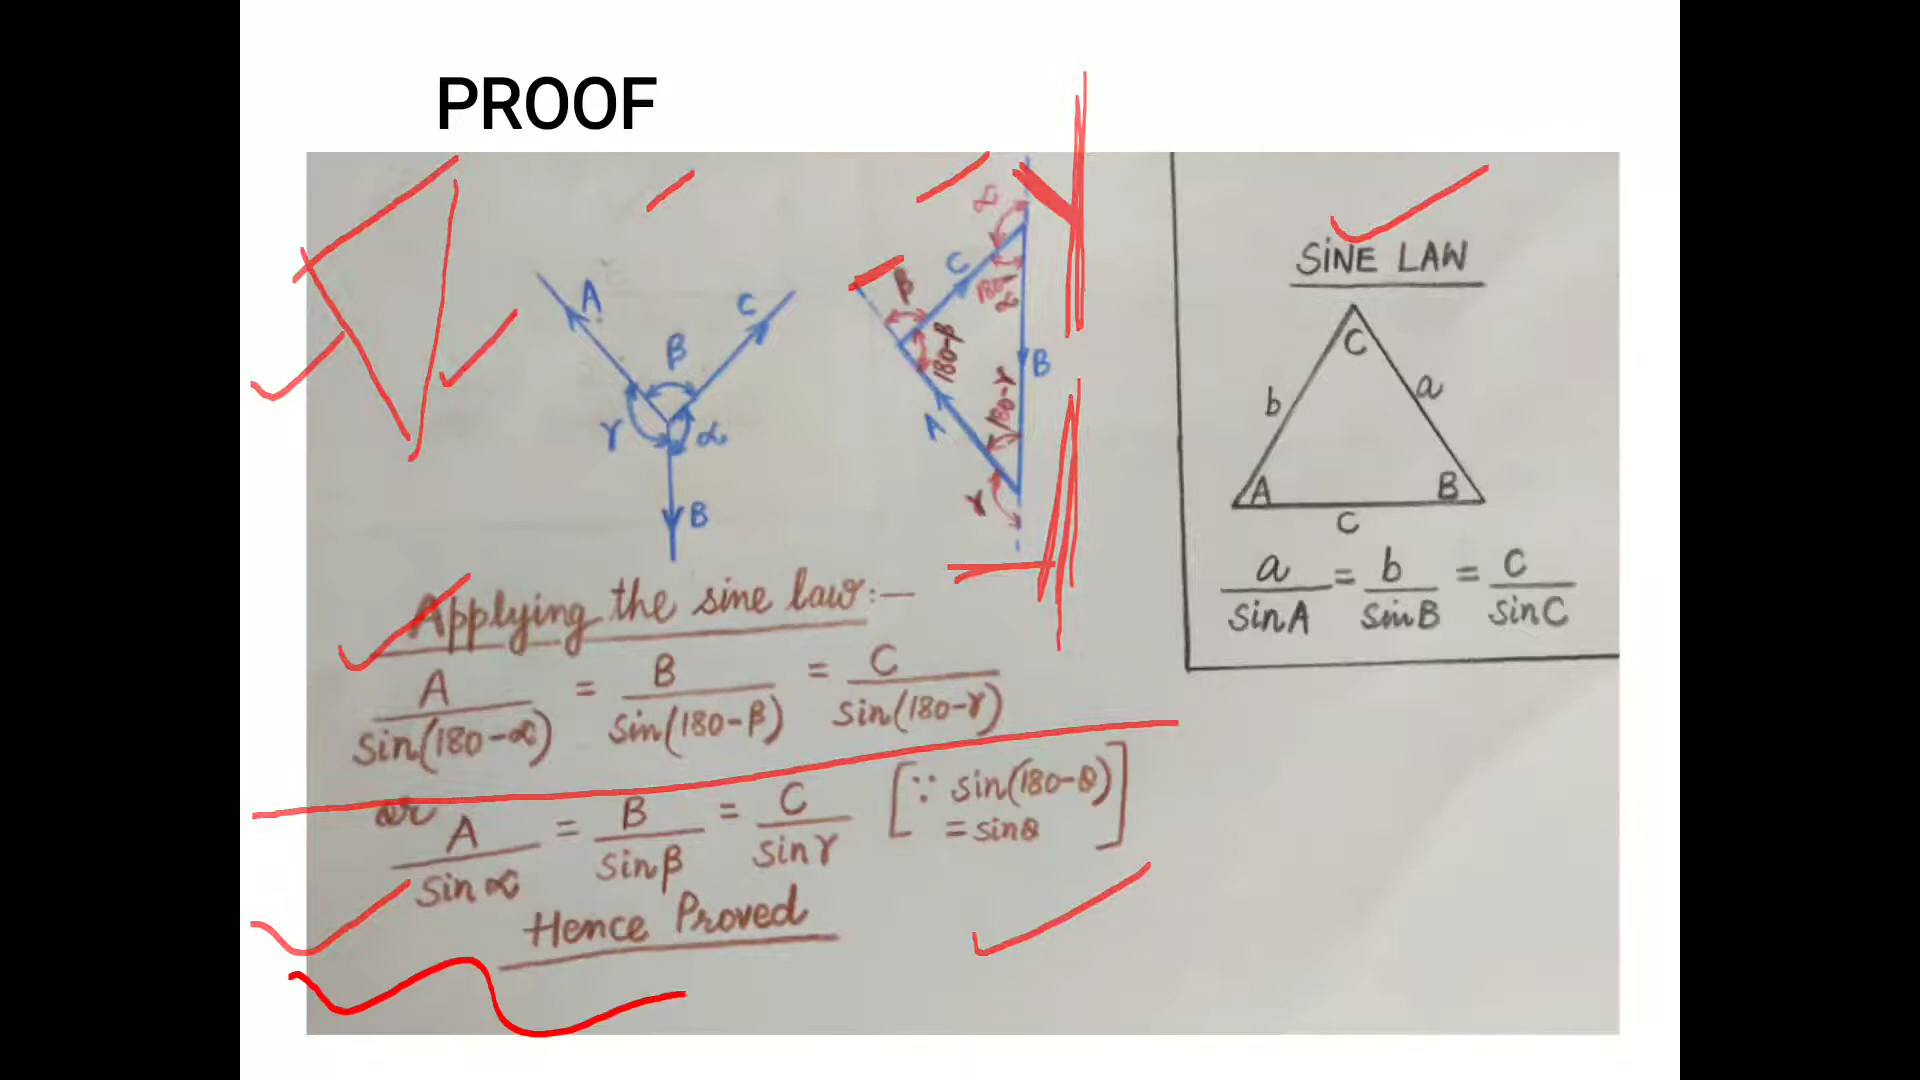 PROOF
A
C
β
γ
α
B
α
C
β
180-α
180-β
B
180-γ
A
γ
SINE LAW
C
b
a
A
B
C
a/sinA = b/sinB = c/sinC
Applying the sine law:—
A/sin(180-α) = B/sin(180-β) = C/sin(180-γ)
or A/sinα = B/sinβ = C/sinγ [∵ sin(180-θ) = sinθ]
Hence Proved